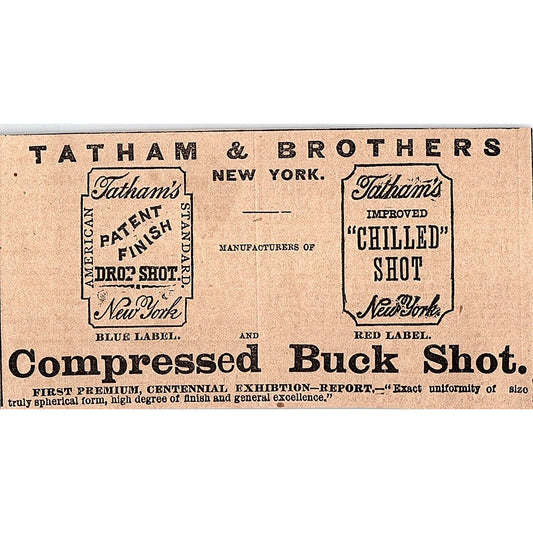 TATHAM & BROTHERS
NEW YORK.
Tatham's
AMERICAN
PATENT
FINISH
STANDARD.
DROP SHOT.
& New York
BLUE LABEL.
MANUFACTURERS OF
AND
Tatham's
IMPROVED
"CHILLED"
SHOT
New York.
RED LABEL.
Compressed Buck Shot.
FIRST PREMIUM, CENTENNIAL EXHIBTION—REPORT,—"Exact uniformity of size
truly spherical form, high degree of finish and general excellence."